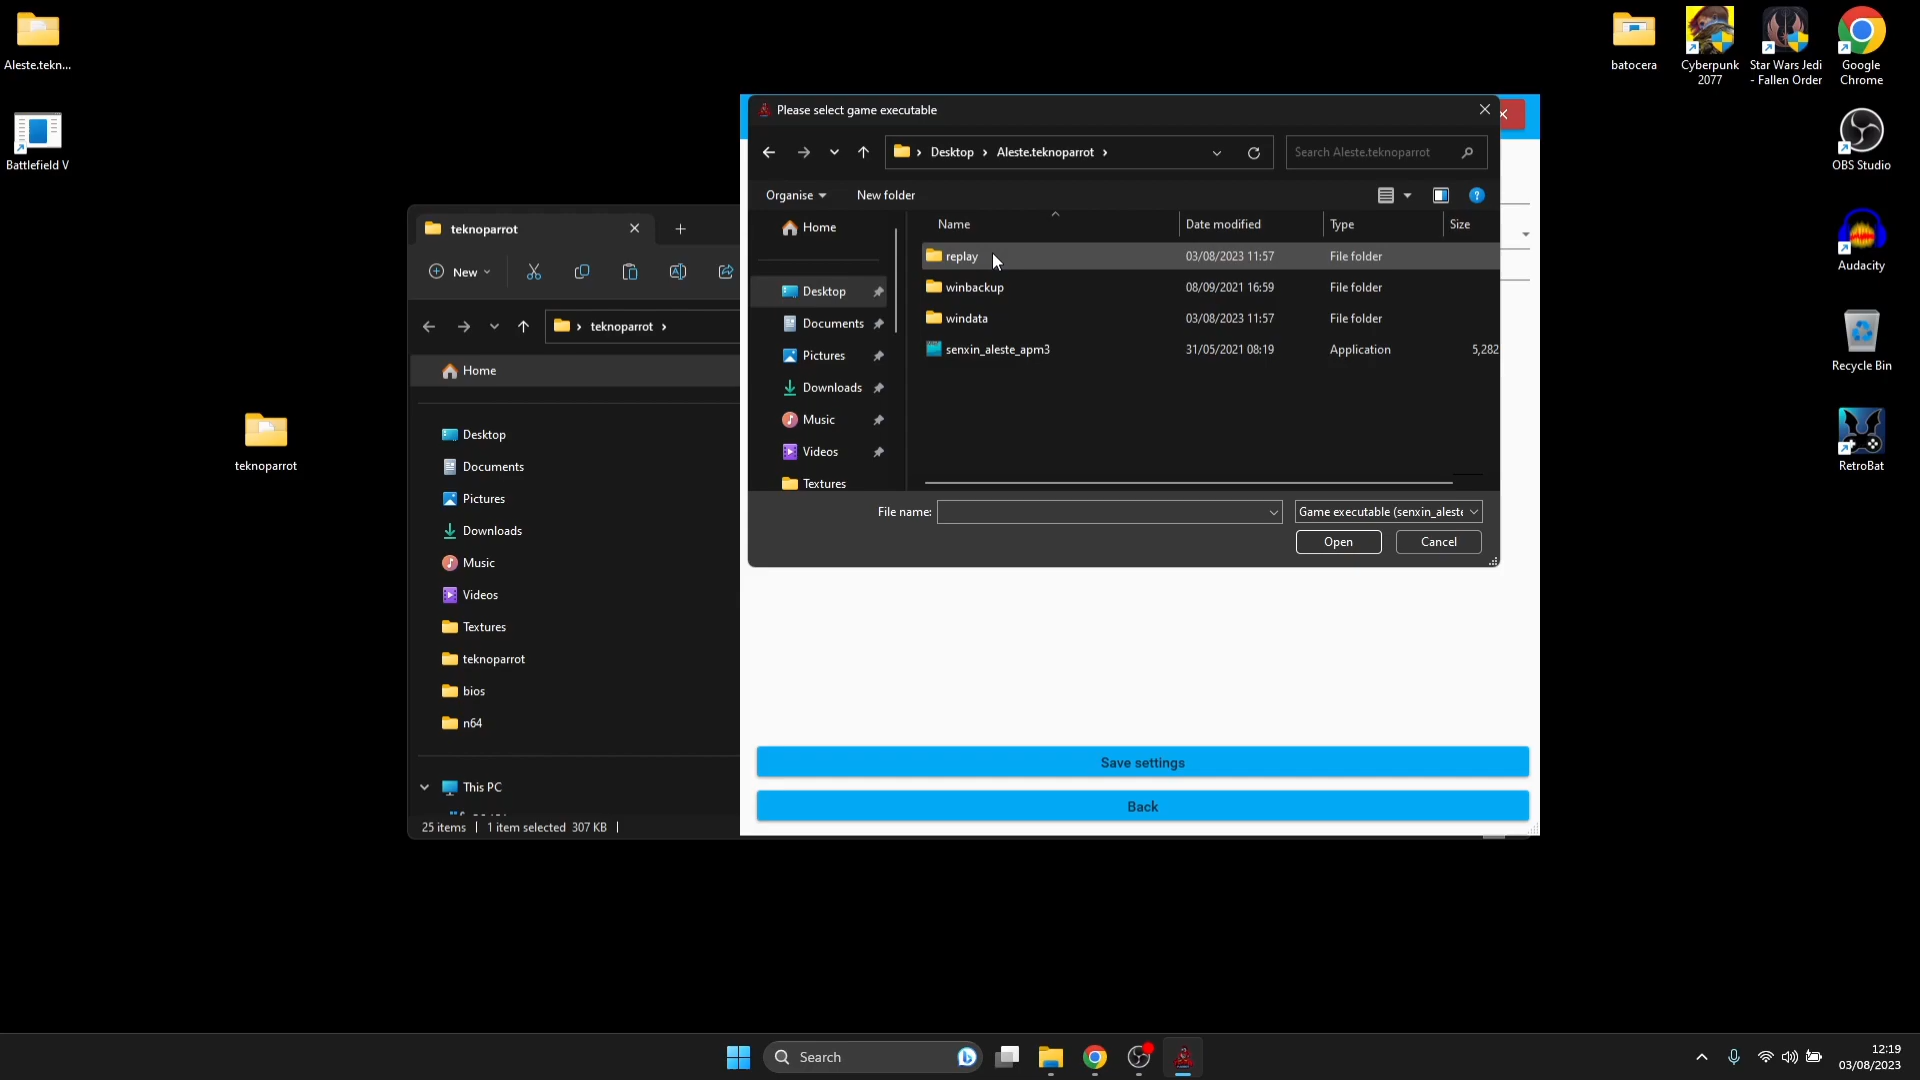 Aleste.tekn...
Battlefield V
teknoparrot
batocera
Cyberpunk
2077
Star Wars Jedi
- Fallen Order
Google
Chrome
OBS Studio
Audacity
Recycle Bin
RetroBat
teknoparrot
New
teknoparrot
Home
Desktop
Documents
Pictures
Downloads
Music
Videos
Textures
teknoparrot
bios
n64
This PC
25 items
1 item selected 307 KB
Please select game executable
Desktop
Aleste.teknoparrot
Search Aleste.teknoparrot
Organise
New folder
Home
Desktop
Documents
Pictures
Downloads
Music
Videos
Textures
Name
Date modified
Type
Size
replay
03/08/2023 11:57
File folder
winbackup
08/09/2021 16:59
File folder
windata
03/08/2023 11:57
File folder
senxin_aleste_apm3
31/05/2021 08:19
Application
5,282
File name:
Game executable (senxin_aleste
Open
Cancel
Save settings
Back
Search
12:19
03/08/2023